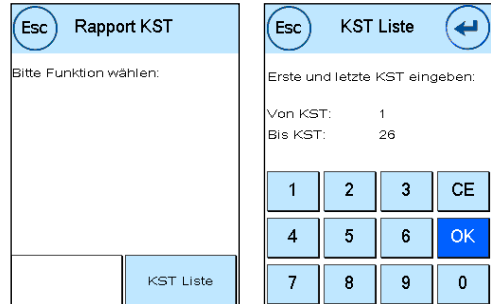 Esc Rapport KST
Bitte Funktion wählen:
KST Liste
Esc KST Liste
Erste und letzte KST eingeben:
Von KST: 1
Bis KST: 26
1 2 3 CE
4 5 6 OK
7 8 9 0